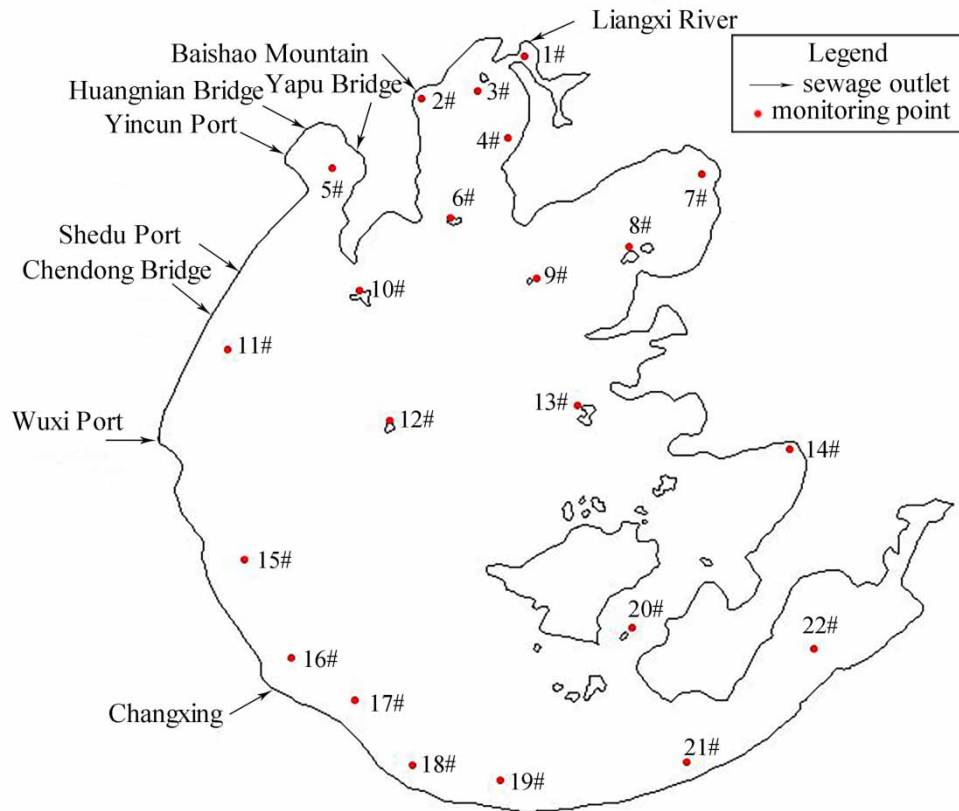 Liangxi River
Baishao Mountain
Yapu Bridge
Huangnian Bridge
Yincun Port
Shedu Port
Chendong Bridge
Wuxi Port
Changxing
Legend
sewage outlet
monitoring point
1#
2#
3#
4#
5#
6#
7#
8#
9#
10#
11#
12#
13#
14#
15#
16#
17#
18#
19#
20#
21#
22#